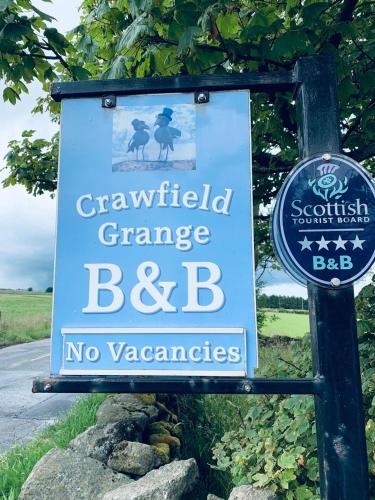 Crawfield
Grange
B&B
No Vacancies
Scottish
TOURIST BOARD
B&B